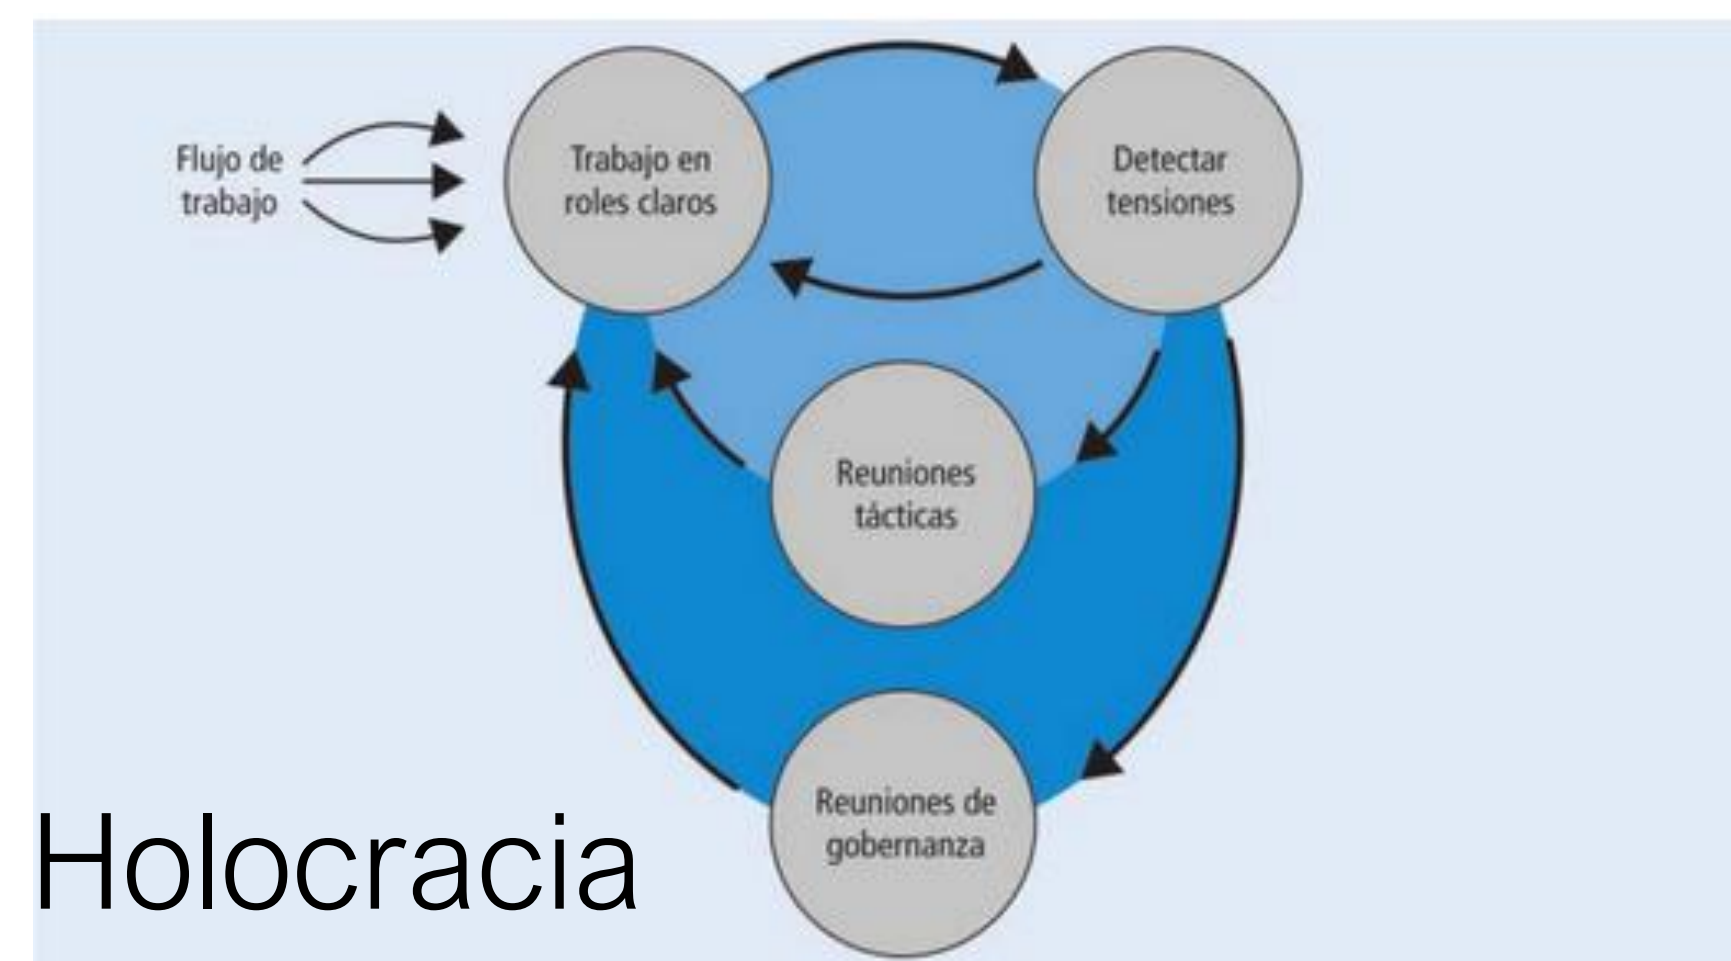 Flujo de
trabajo
Trabajo en
roles claros
Detectar
tensiones
Reuniones
tácticas
Reuniones de
gobernanza
Holocracia